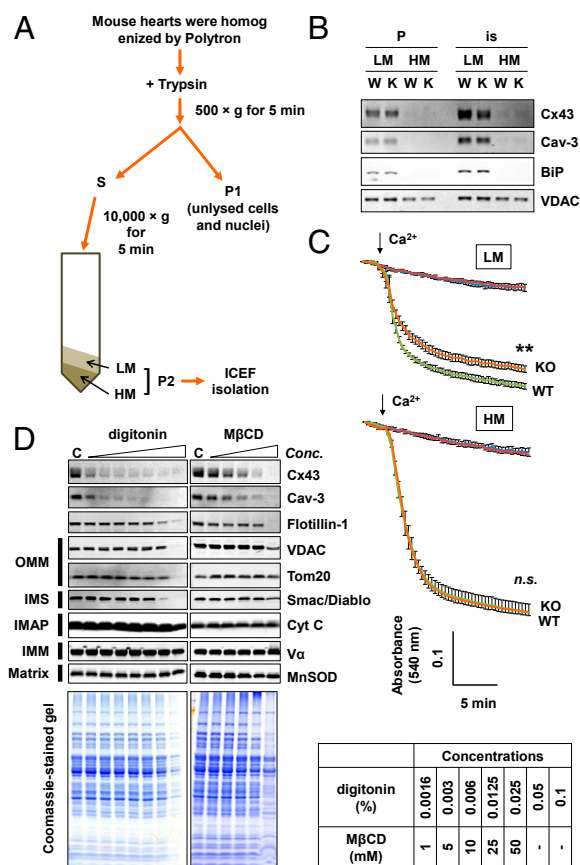 A
Mouse hearts were homog
enized by Polytron
+ Trypsin
500 × g for 5 min
S
P1
(unlysed cells
and nuclei)
10,000 × g
for
5 min
LM
HM
P2
ICEF
isolation
B
P is
LM HM LM HM
W K W K W K W K
Cx43
Cav-3
BiP
VDAC
C
Ca²⁺
LM
**
KO
WT
Ca²⁺
HM
n.s.
KO
WT
Absorbance
(540 nm)
0.1
5 min
D
digitonin MβCD
C C Conc.
Cx43
Cav-3
Flotillin-1
OMM
VDAC
Tom20
IMS Smac/Diablo
IMAP Cyt C
IMM Vα
Matrix MnSOD
Coomassie-stained gel
Concentrations
digitonin
(%)
0.0016 0.003 0.006 0.0125 0.025 0.05 0.1
MβCD
(mM)
1 5 10 25 50 - -